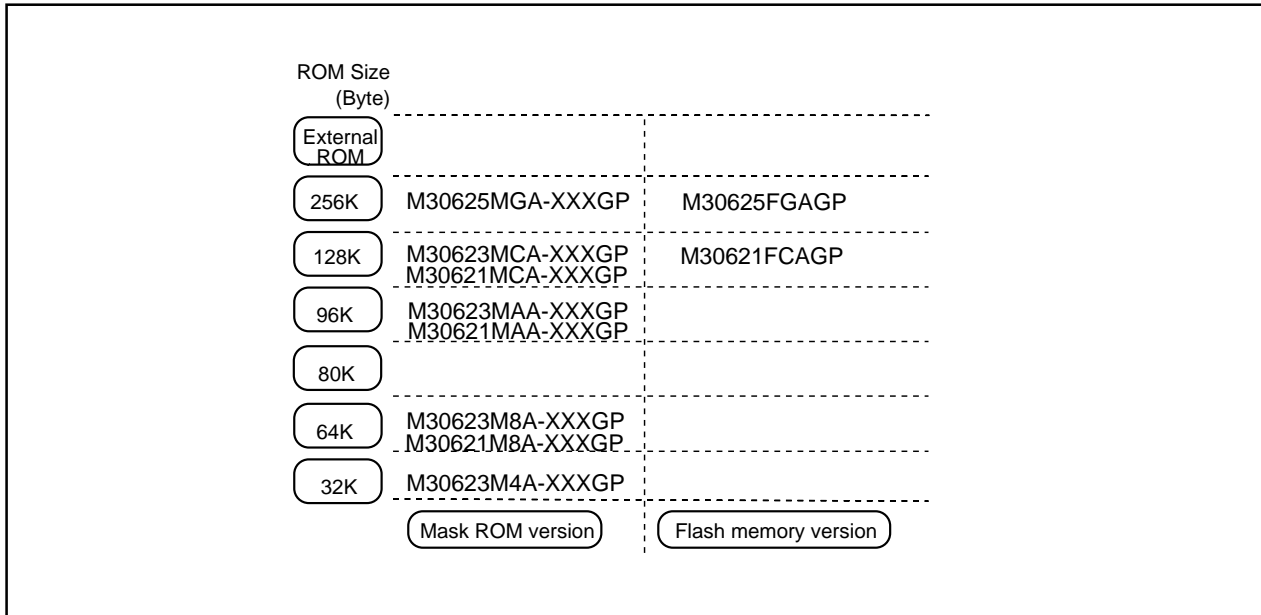 ROM Size
(Byte)
External
ROM
256K M30625MGA-XXXGP M30625FGAGP
128K M30623MCA-XXXGP M30621FCAGP
M30621MCA-XXXGP
96K M30623MAA-XXXGP
M30621MAA-XXXGP
80K
64K M30623M8A-XXXGP
M30621M8A-XXXGP
32K M30623M4A-XXXGP
Mask ROM version Flash memory version